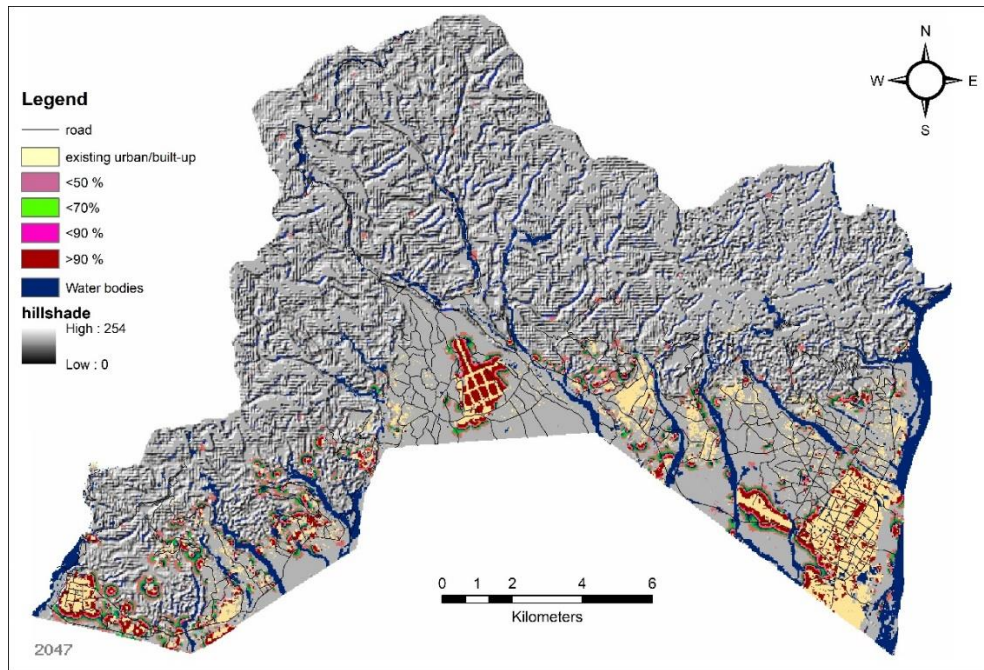 Legend
road
existing urban/built-up
<50 %
<70%
<90 %
>90 %
Water bodies
hillshade
High : 254
Low : 0
N
W E
S
0 1 2 4 6
Kilometers
2047